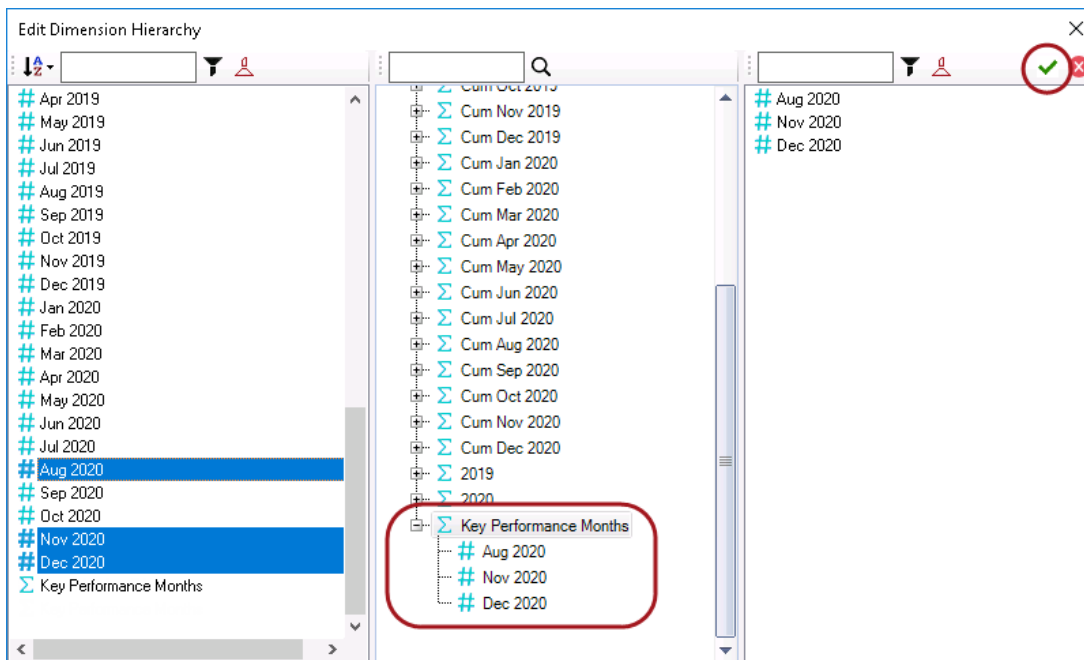 Edit Dimension Hierarchy
Apr 2019
May 2019
Jun 2019
Jul 2019
Aug 2019
Sep 2019
Oct 2019
Nov 2019
Dec 2019
Jan 2020
Feb 2020
Mar 2020
Apr 2020
May 2020
Jun 2020
Jul 2020
Aug 2020
Sep 2020
Oct 2020
Nov 2020
Dec 2020
Σ Key Performance Months
Σ Cum Oct 2019
Σ Cum Nov 2019
Σ Cum Dec 2019
Σ Cum Jan 2020
Σ Cum Feb 2020
Σ Cum Mar 2020
Σ Cum Apr 2020
Σ Cum May 2020
Σ Cum Jun 2020
Σ Cum Jul 2020
Σ Cum Aug 2020
Σ Cum Sep 2020
Σ Cum Oct 2020
Σ Cum Nov 2020
Σ Cum Dec 2020
Σ 2019
Σ 2020
Σ Key Performance Months
# Aug 2020
# Nov 2020
# Dec 2020
# Aug 2020
# Nov 2020
# Dec 2020